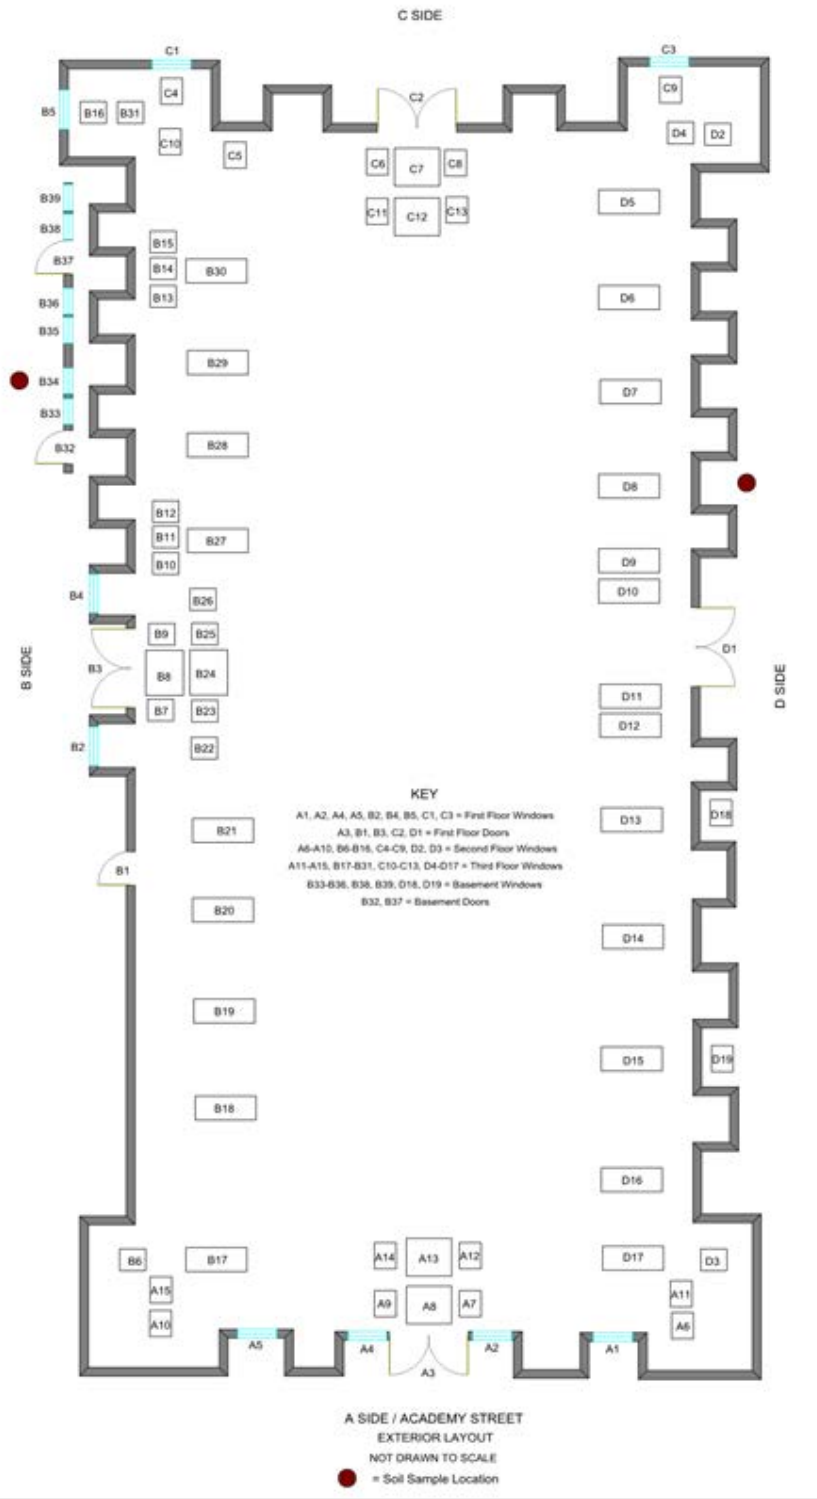 C SIDE
C1
C3
C2
B5
B16
B31
C4
C9
C10
C5
D4
D2
C6
C7
C8
C11
C12
C13
B39
B38
B37
B36
B35
B34
B33
B32
B15
B14
B13
B30
B29
B28
D5
D6
D7
D8
B12
B11
B10
B27
D9
D10
B4
B26
B9
B25
B3
B8
B24
D1
B7
B23
D11
D12
B2
B22
B SIDE
D SIDE
KEY
A1, A2, A4, A5, B2, B4, B5, C1, C3 = First Floor Windows
A3, B1, B3, C2, D1 = First Floor Doors
A6-A10, B6-B16, C4-C9, D2, D3 = Second Floor Windows
A11-A15, B17-B31, C10-C13, D4-D17 = Third Floor Windows
B33-B36, B38, B39, D18, D19 = Basement Windows
B32, B37 = Basement Doors
B21
D13
D18
B1
B20
D14
B19
D15
D19
B18
D16
B6
B17
A14
A13
A12
D17
D3
A15
A9
A8
A7
A11
A10
A6
A5
A4
A3
A2
A1
A SIDE / ACADEMY STREET
EXTERIOR LAYOUT
NOT DRAWN TO SCALE
= Soil Sample Location